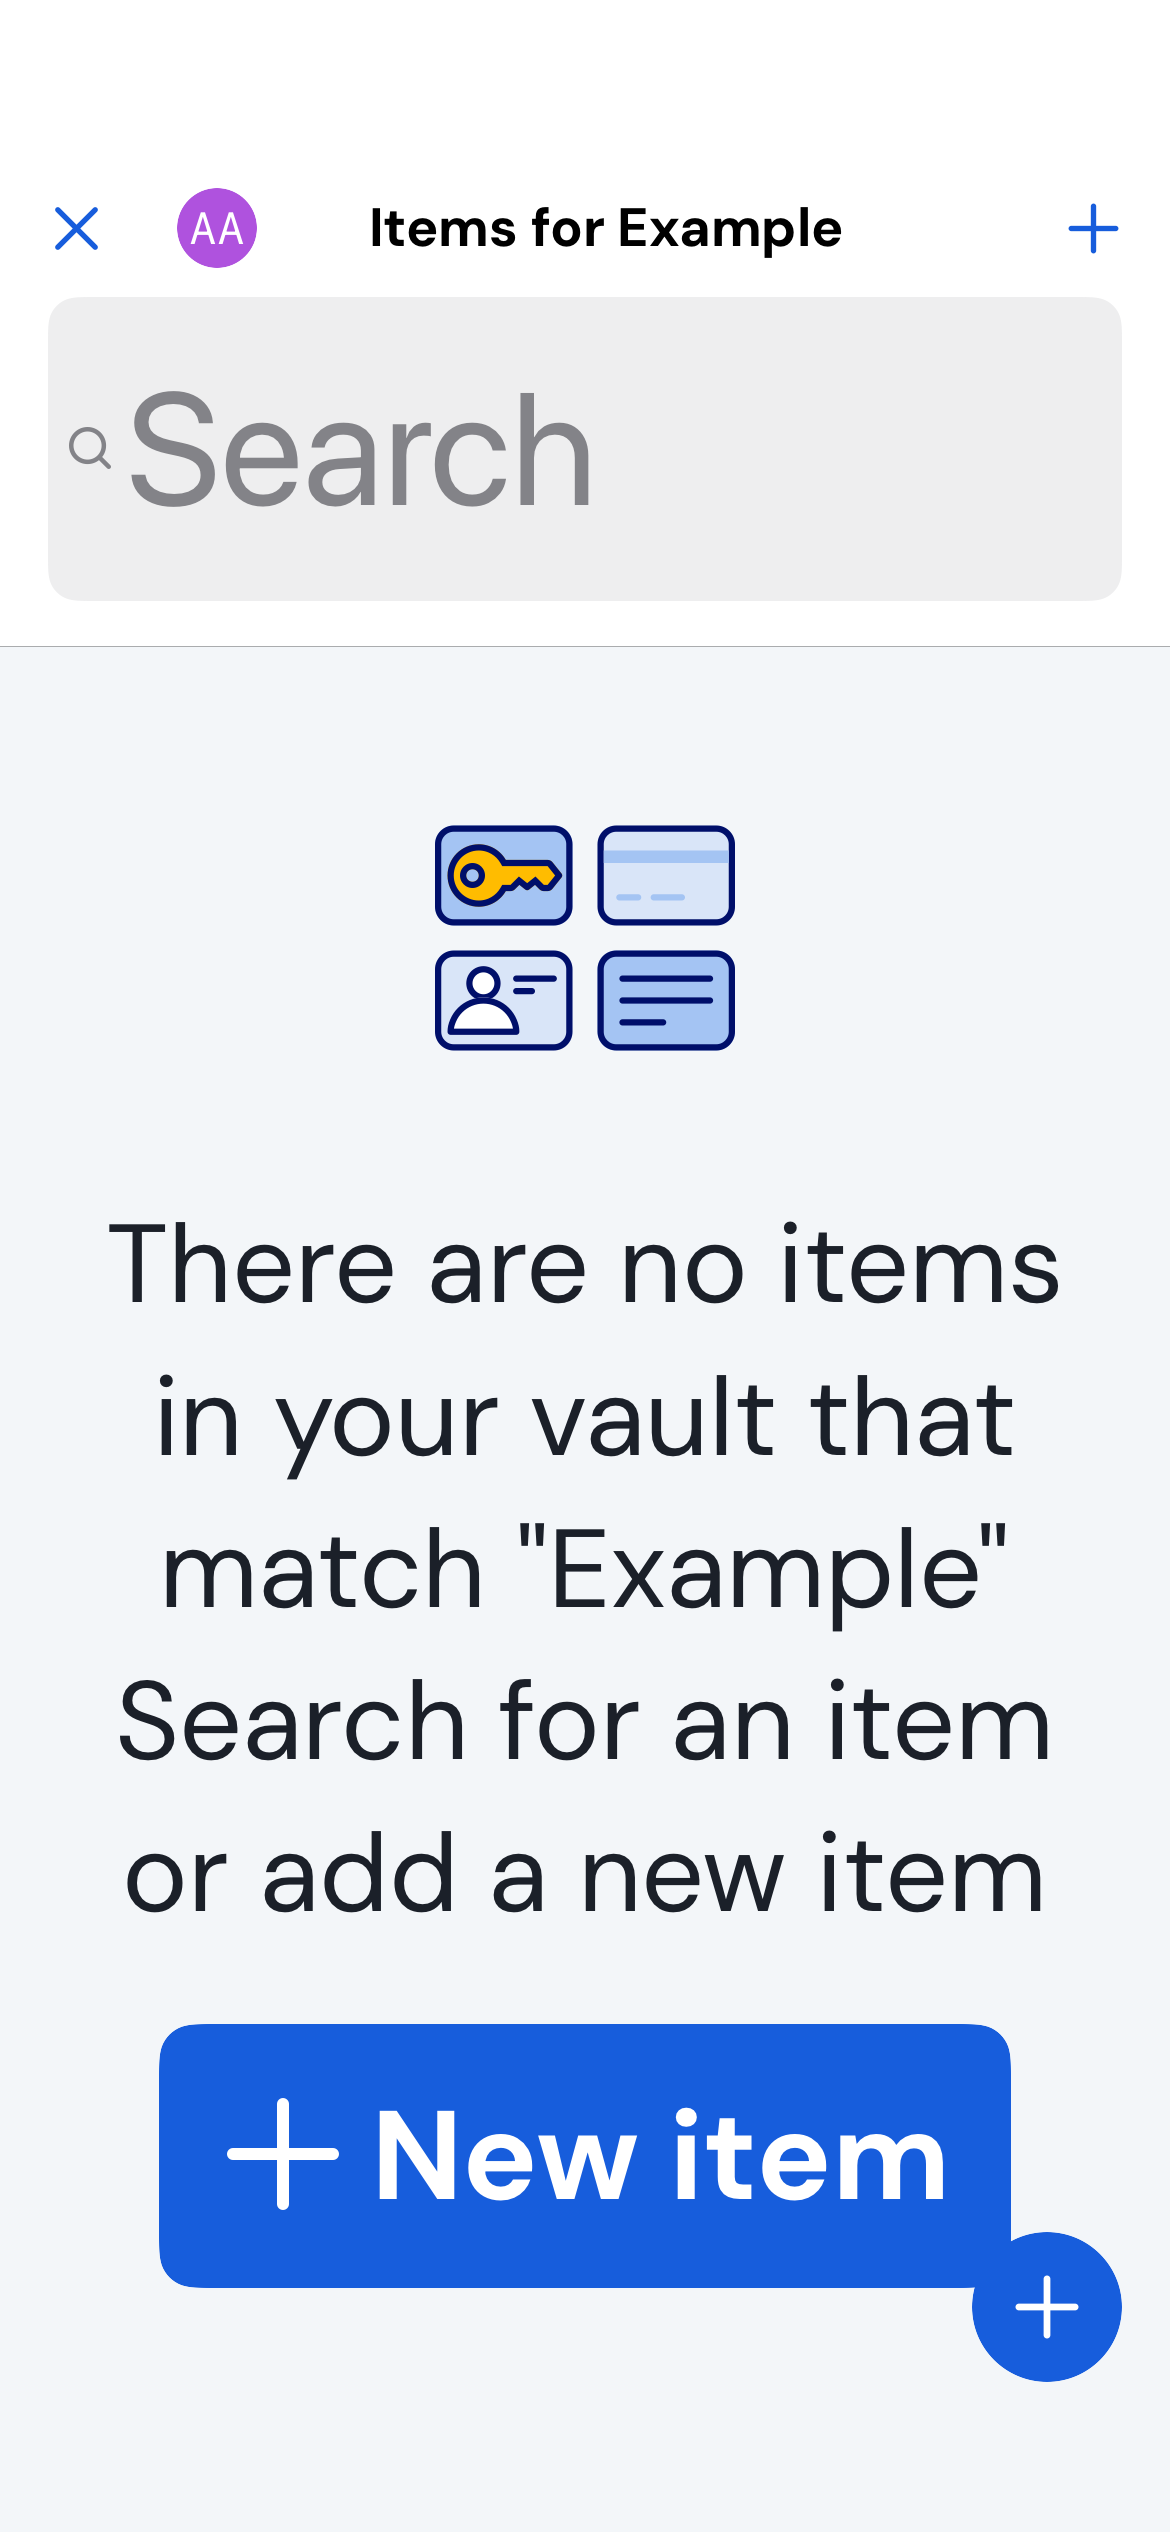 AA
Items for Example
Search
There are no items
in your vault that
match "Example"
Search for an item
or add a new item
New item